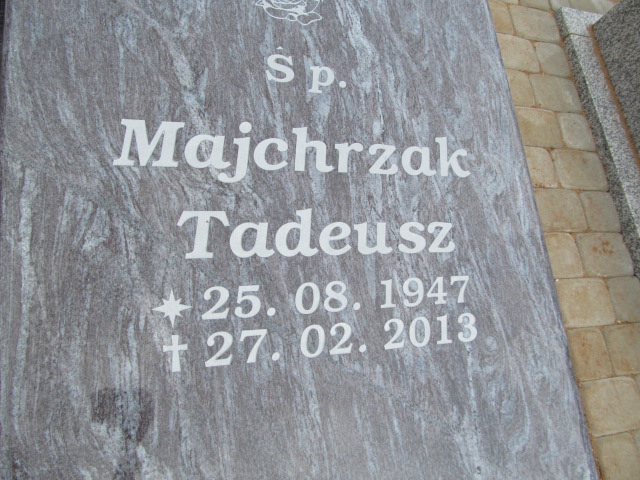 Ś p.
Majchrzak
Tadeusz
25. 08. 1947
27. 02. 2013